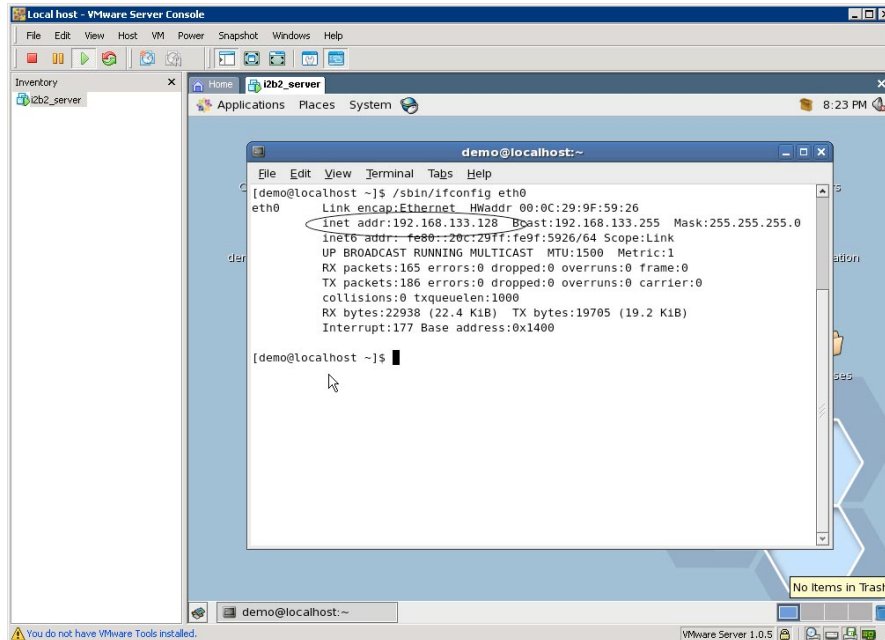 Local host - VMware Server Console
File Edit View Host VM Power Snapshot Windows Help
Inventory
i2b2_server
Home i2b2_server
Applications Places System 8:23 PM
demo@localhost:~
File Edit View Terminal Tabs Help
[demo@localhost ~]$ /sbin/ifconfig eth0
eth0 Link encap:Ethernet HWaddr 00:0C:29:9F:59:26
inet addr:192.168.133.128 Bcast:192.168.133.255 Mask:255.255.255.0
inet6 addr: fe80::20c:29ff:fe9f:5926/64 Scope:Link
UP BROADCAST RUNNING MULTICAST MTU:1500 Metric:1
RX packets:165 errors:0 dropped:0 overruns:0 frame:0
TX packets:186 errors:0 dropped:0 overruns:0 carrier:0
collisions:0 txqueuelen:1000
RX bytes:22938 (22.4 KiB) TX bytes:19705 (19.2 KiB)
Interrupt:177 Base address:0x1400
[demo@localhost ~]$
No Items in Trash
demo@localhost:~
You do not have VMware Tools installed.
VMware Server 1.0.5